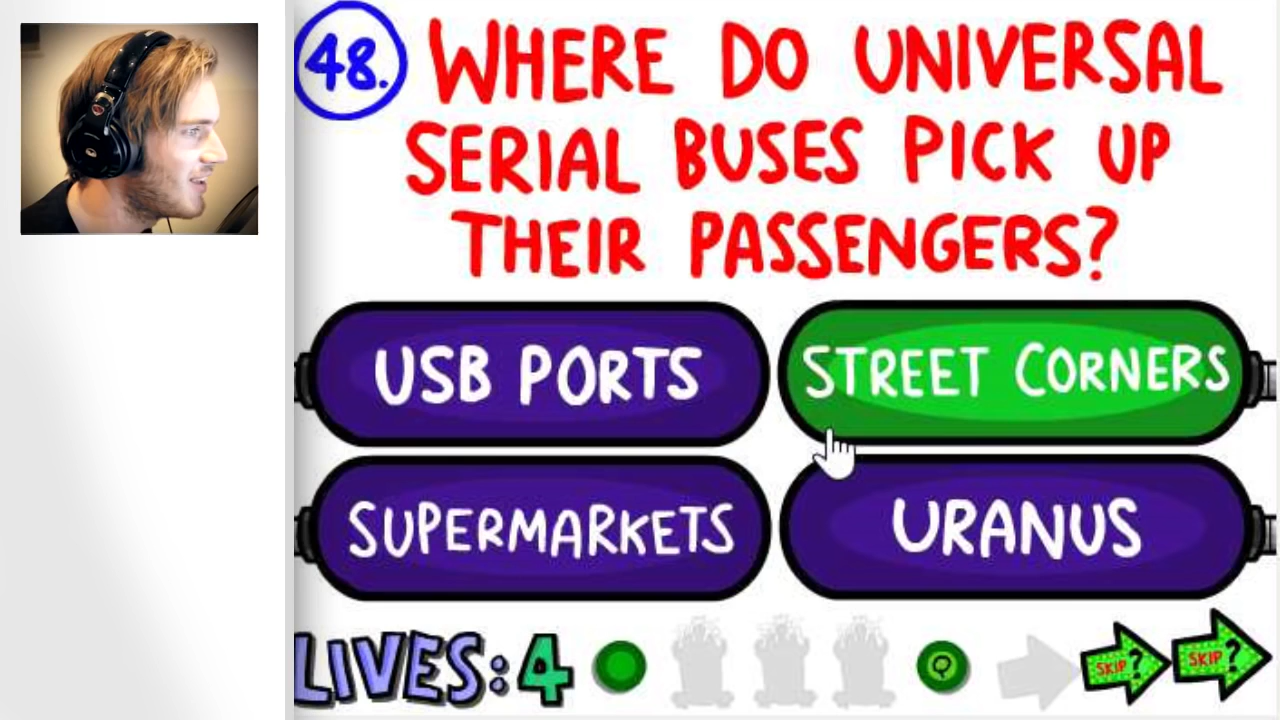 48. WHERE DO UNIVERSAL
SERIAL BUSES PICK UP
THEIR PASSENGERS?
USB PORTS
STREET CORNERS
SUPERMARKETS
URANUS
LIVES: 4
SKIP?
SKIP?